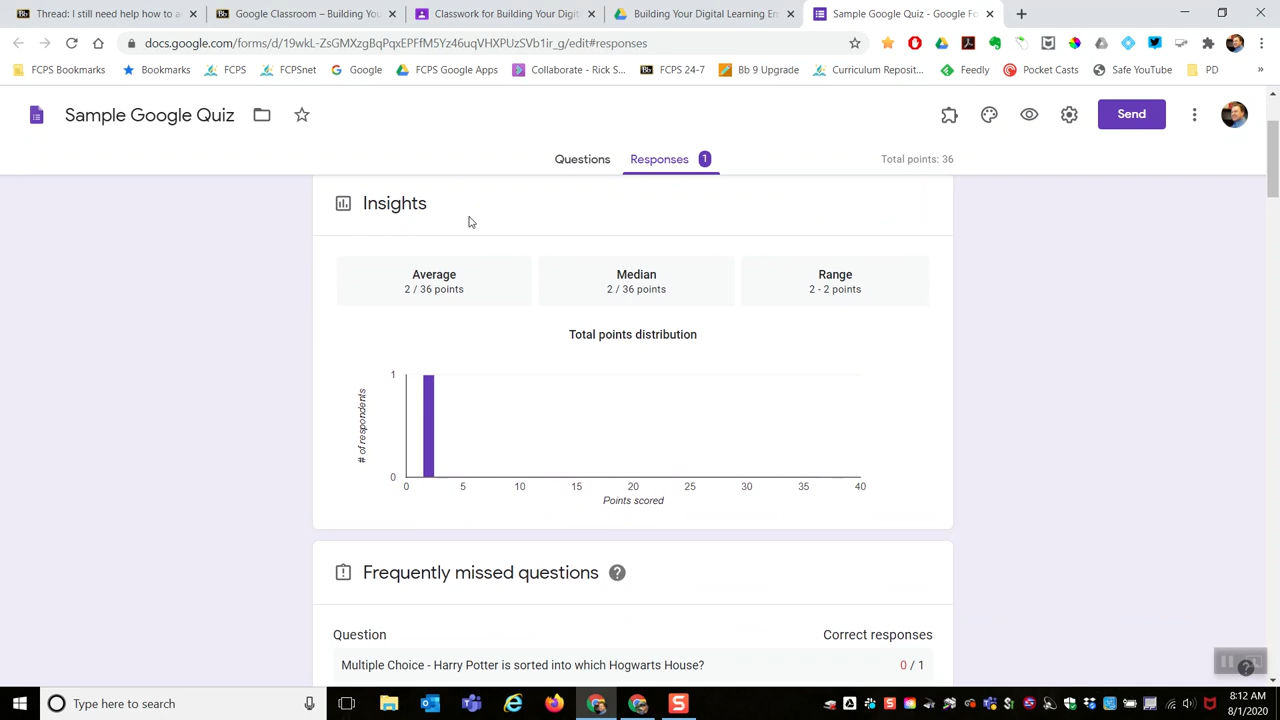 Thread: I still need help how to a
Google Classroom – Building You
Classwork for Building Your Digit
Building Your Digital Learning En
Sample Google Quiz - Google Fo
docs.google.com/forms/d/19wkL-ZsGMXzgtqPqxEPFfM5Yz46uqVHXPUzSVb1ir_g/edit#responses
FCPS Bookmarks
Bookmarks
FCPS
FCPSnet
Google
FCPS Google Apps
Collaborate - Rick S...
FCPS 24-7
Bb 9 Upgrade
Curriculum Reposit...
Feedly
Pocket Casts
Safe YouTube
PD
»
Sample Google Quiz
Send
Questions
Responses 1
Total points: 36
Insights
Average
2 / 36 points
Median
2 / 36 points
Range
2 - 2 points
Total points distribution
# of respondents
1
0
0 5 10 15 20 25 30 35 40
Points scored
Frequently missed questions
Question Correct responses
Multiple Choice - Harry Potter is sorted into which Hogwarts House? 0 / 1
Type here to search
8:12 AM
8/1/2020